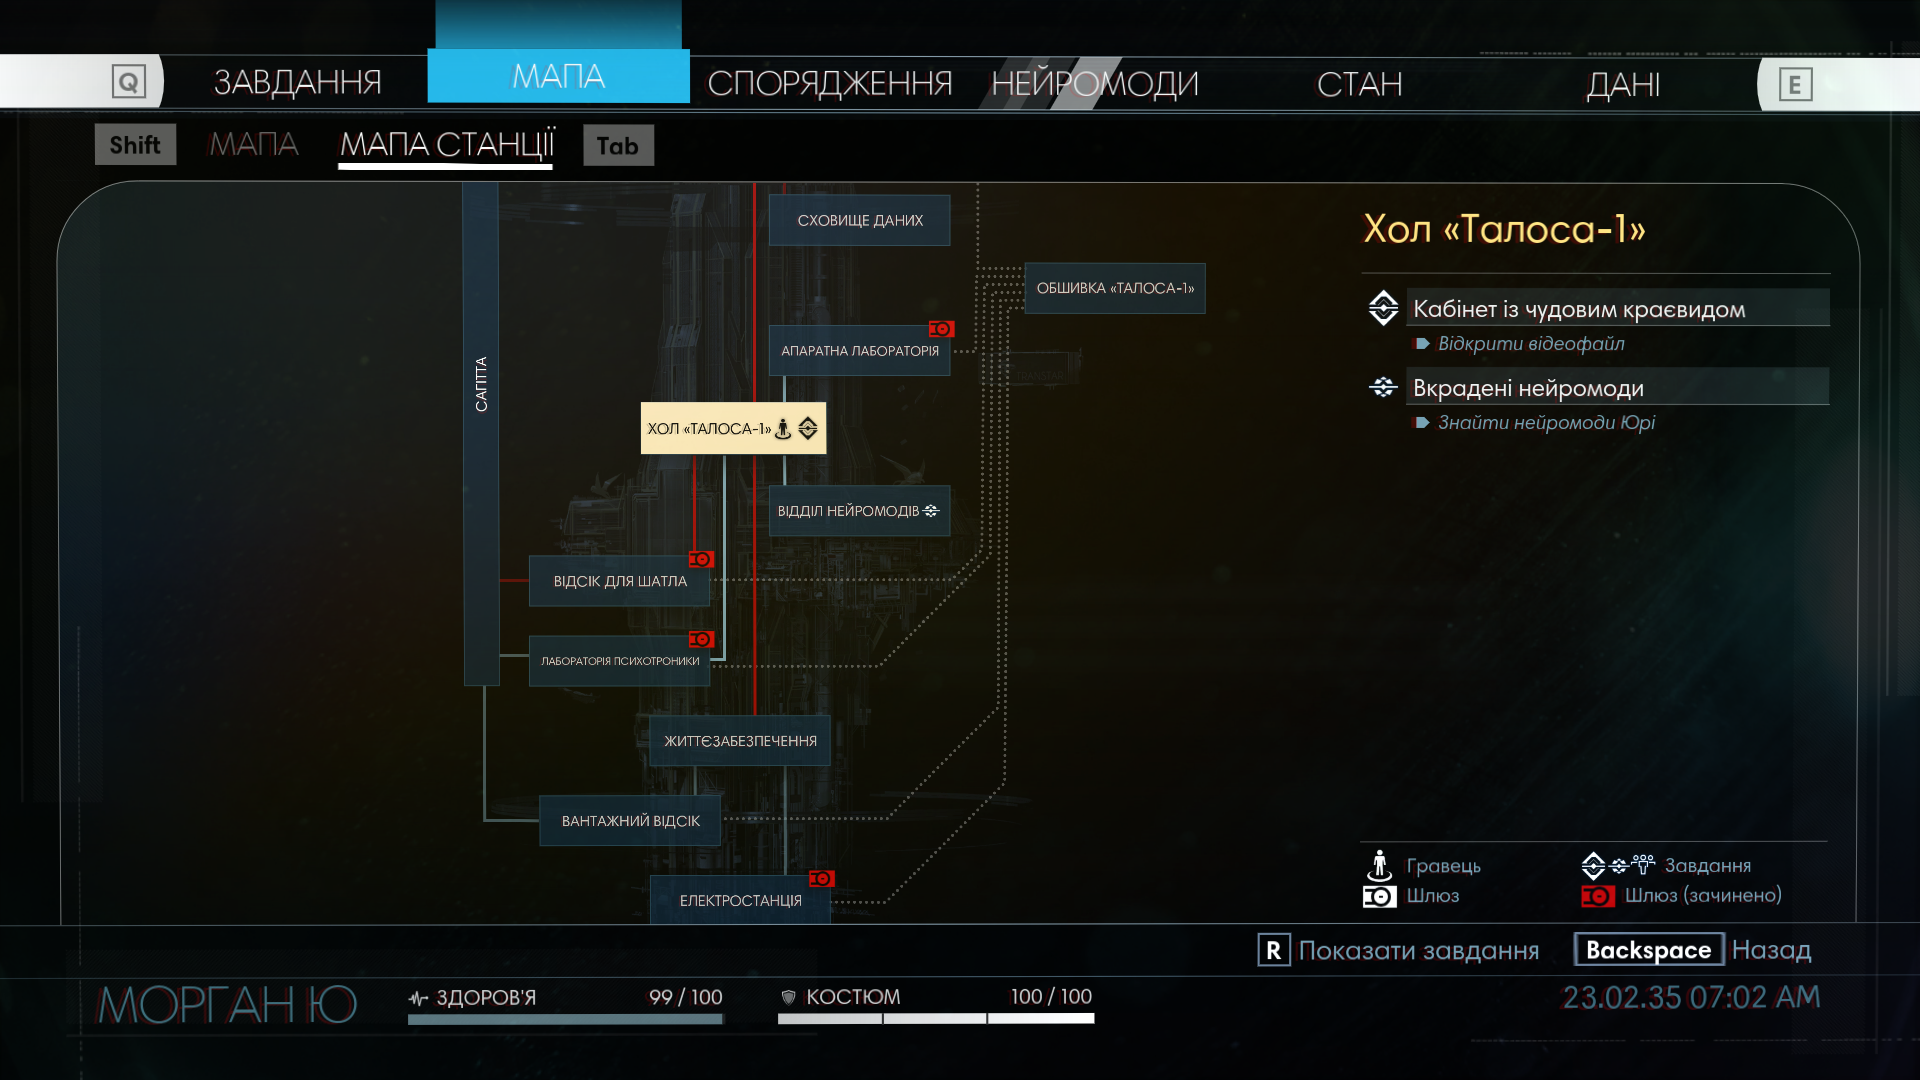 Q ЗАВДАННЯ МАПА СПОРЯДЖЕННЯ НЕЙРОМОДИ СТАН ДАНІ E
Shift МАПА МАПА СТАНЦІЇ Tab
СХОВИЩЕ ДАНИХ
ОБШИВКА «ТАЛОСА-1»
АПАРАТНА ЛАБОРАТОРІЯ
САГІТТА
ХОЛ «ТАЛОСА-1»
ВІДДІЛ НЕЙРОМОДІВ
ВІДСІК ДЛЯ ШАТЛА
ЛАБОРАТОРІЯ ПСИХОТРОНИКИ
ЖИТТЄЗАБЕЗПЕЧЕННЯ
ВАНТАЖНИЙ ВІДСІК
ЕЛЕКТРОСТАНЦІЯ
Хол «Талоса-1»
Кабінет із чудовим краєвидом
Відкрити відеофайл
Вкрадені нейромоди
Знайти нейромоди Юрі
Гравець Завдання
Шлюз Шлюз (зачинено)
R Показати завдання Backspace Назад
МОРГАН Ю ЗДОРОВ'Я 99 / 100 КОСТЮМ 100 / 100 23.02.35 07:02 AM